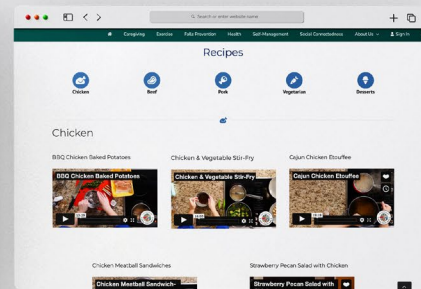 Search or enter website name
Caregiving Exercise Falls Prevention Health Self-Management Social Connectedness About Us Sign In
Recipes
Chicken Beef Pork Vegetarian Desserts
Chicken
BBQ Chicken Baked Potatoes
Chicken & Vegetable Stir-Fry
Cajun Chicken Etouffee
BBQ Chicken Baked Potatoes
Chicken & Vegetable Stir-Fry
Cajun Chicken Etouffee
Chicken Meatball Sandwiches
Strawberry Pecan Salad with Chicken
Chicken Meatball Sandwich-
Strawberry Pecan Salad with